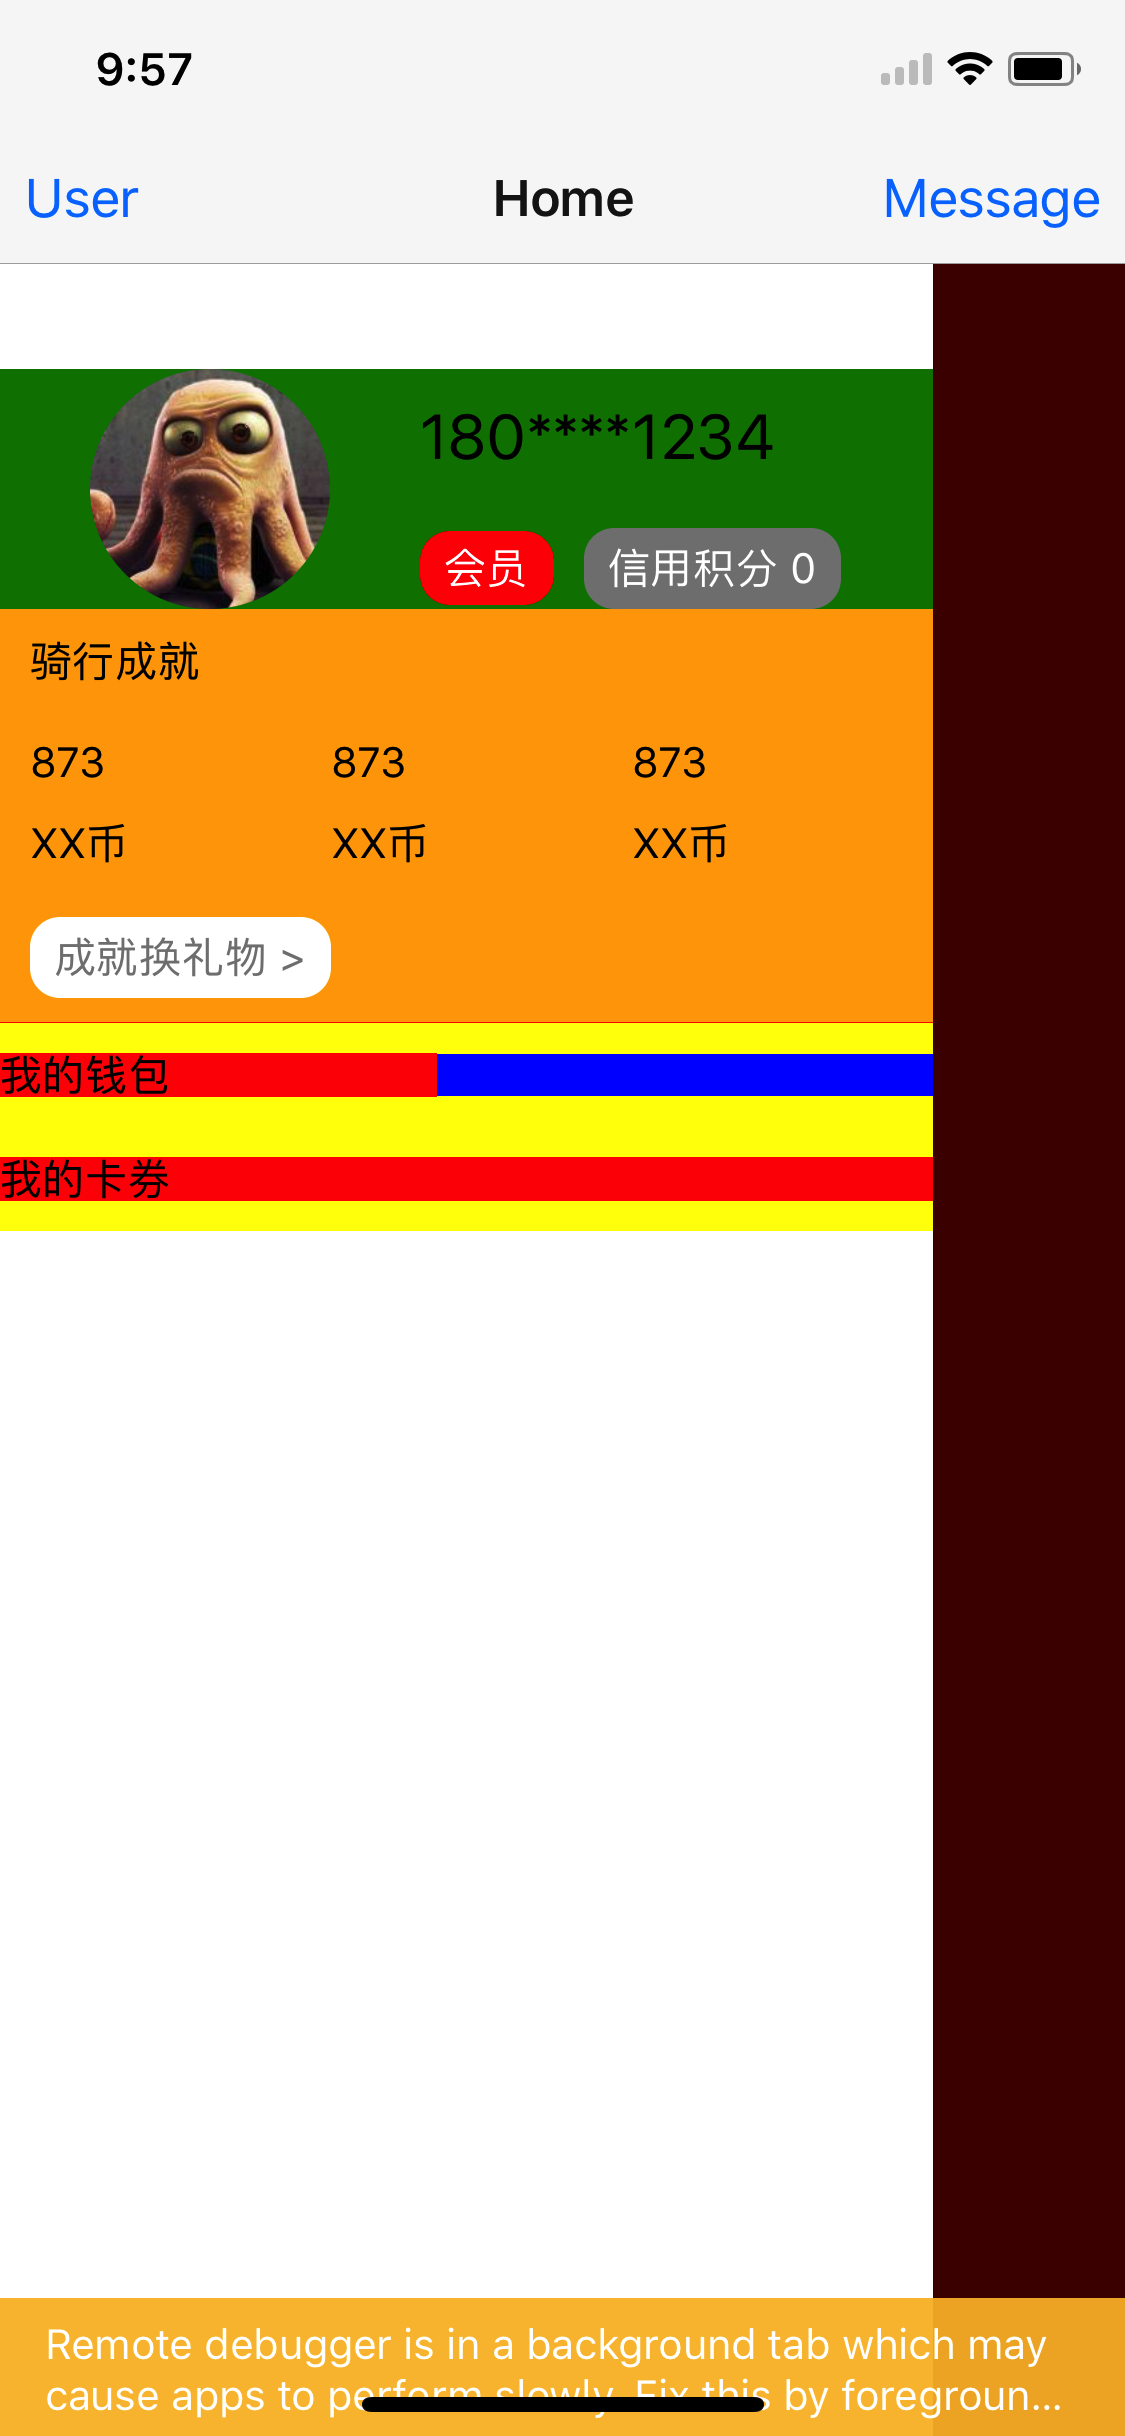 9:57
User Home Message
180****1234
会员 信用积分 0
骑行成就
873 873 873
XX币 XX币 XX币
成就换礼物 >
我的钱包
我的卡券
Remote debugger is in a background tab which may
cause apps to perform slowly. Fix this by foregroun...